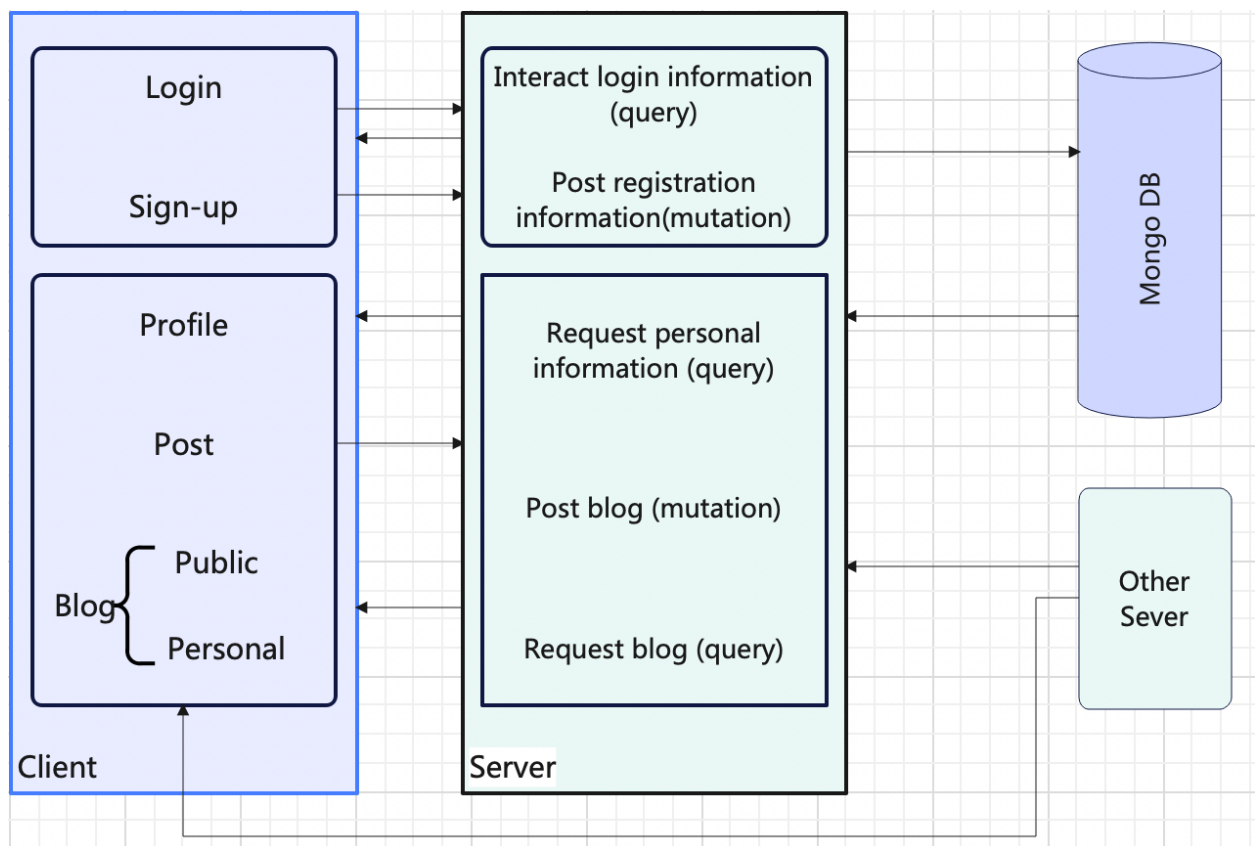 Login
Sign-up
Profile
Post
Blog
Public
Personal
Client
Interact login information
(query)
Post registration
information(mutation)
Request personal
information (query)
Post blog (mutation)
Request blog (query)
Server
Mongo DB
Other
Sever